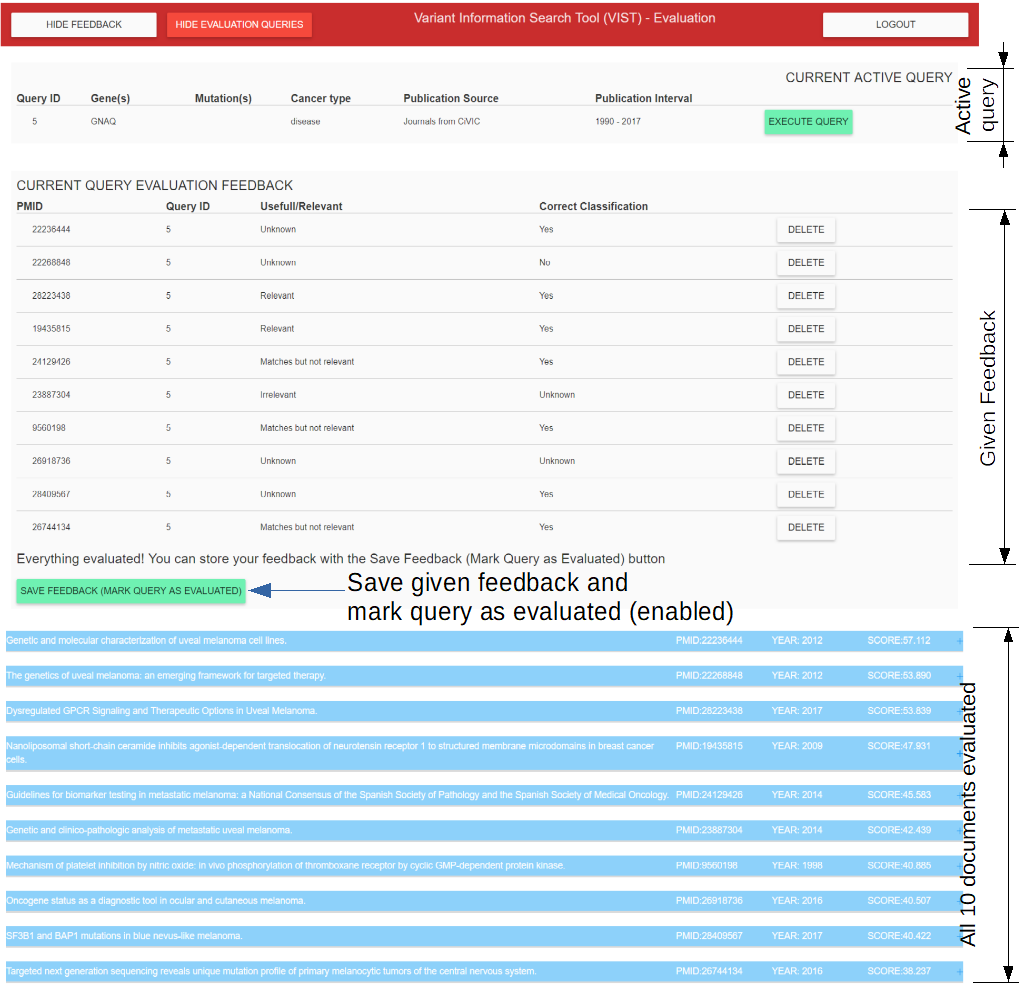 HIDE FEEDBACK HIDE EVALUATION QUERIES Variant Information Search Tool (VIST) - Evaluation LOGOUT
CURRENT ACTIVE QUERY
Query ID Gene(s) Mutation(s) Cancer type Publication Source Publication Interval
5 GNAQ disease Journals from CiVIC 1990 - 2017 EXECUTE QUERY
Active
query
CURRENT QUERY EVALUATION FEEDBACK
PMID Query ID Usefull/Relevant Correct Classification
22236444 5 Unknown Yes DELETE
22268848 5 Unknown No DELETE
28223438 5 Relevant Yes DELETE
19435815 5 Relevant Yes DELETE
24129426 5 Matches but not relevant Yes DELETE
23887304 5 Irrelevant Unknown DELETE
9560198 5 Matches but not relevant Yes DELETE
26918736 5 Unknown Unknown DELETE
28409567 5 Unknown Yes DELETE
26744134 5 Matches but not relevant Yes DELETE
Given Feedback
Everything evaluated! You can store your feedback with the Save Feedback (Mark Query as Evaluated) button
SAVE FEEDBACK (MARK QUERY AS EVALUATED)
Save given feedback and
mark query as evaluated (enabled)
Genetic and molecular characterization of uveal melanoma cell lines. PMID:22236444 YEAR: 2012 SCORE:57.112 +
The genetics of uveal melanoma: an emerging framework for targeted therapy. PMID:22268848 YEAR: 2012 SCORE:53.890 +
Dysregulated GPCR Signaling and Therapeutic Options in Uveal Melanoma. PMID:28223438 YEAR: 2017 SCORE:53.839 +
Nanoliposomal short-chain ceramide inhibits agonist-dependent translocation of neurotensin receptor 1 to structured membrane microdomains in breast cancer PMID:19435815 YEAR: 2009 SCORE:47.931 +
cells.
Guidelines for biomarker testing in metastatic melanoma: a National Consensus of the Spanish Society of Pathology and the Spanish Society of Medical Oncology. PMID:24129426 YEAR: 2014 SCORE:45.583 +
Genetic and clinico-pathologic analysis of metastatic uveal melanoma. PMID:23887304 YEAR: 2014 SCORE:42.439 +
Mechanism of platelet inhibition by nitric oxide: in vivo phosphorylation of thromboxane receptor by cyclic GMP-dependent protein kinase. PMID:9560198 YEAR: 1998 SCORE:40.885 +
Oncogene status as a diagnostic tool in ocular and cutaneous melanoma. PMID:26918736 YEAR: 2016 SCORE:40.507 +
SF3B1 and BAP1 mutations in blue nevus-like melanoma. PMID:28409567 YEAR: 2017 SCORE:40.422 +
Targeted next generation sequencing reveals unique mutation profile of primary melanocytic tumors of the central nervous system. PMID:26744134 YEAR: 2016 SCORE:38.237 +
All 10 documents evaluated